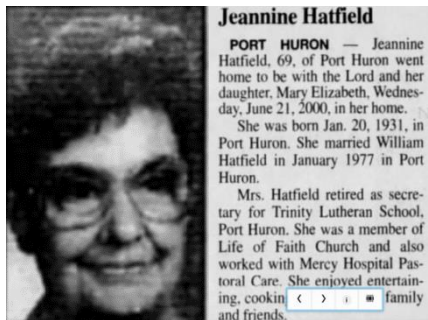 Jeannine Hatfield
PORT HURON — Jeannine
Hatfield, 69, of Port Huron went
home to be with the Lord and her
daughter, Mary Elizabeth, Wednes-
day, June 21, 2000, in her home.
She was born Jan. 20, 1931, in
Port Huron. She married William
Hatfield in January 1977 in Port
Huron.
Mrs. Hatfield retired as secre-
tary for Trinity Lutheran School,
Port Huron. She was a member of
Life of Faith Church and also
worked with Mercy Hospital Pas-
toral Care. She enjoyed entertain-
ing, family
and friends.